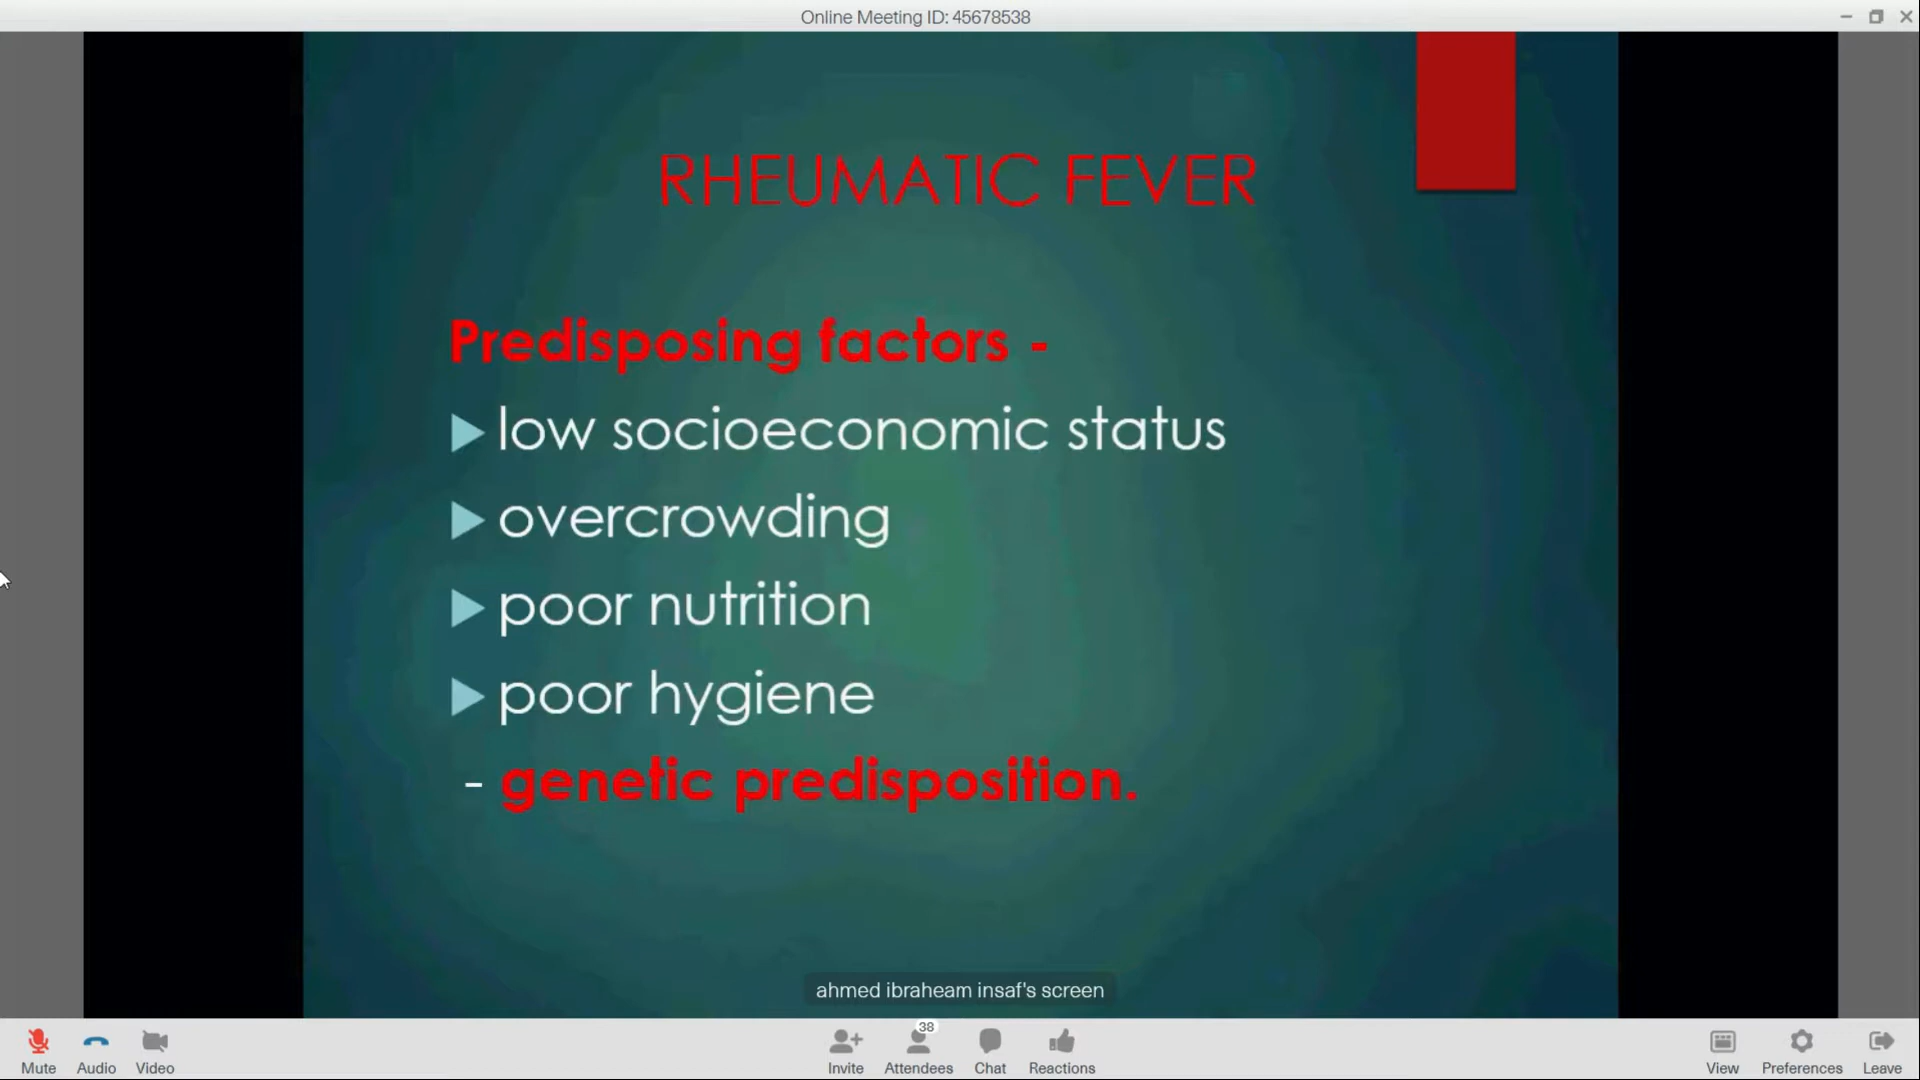 Online Meeting ID: 45678538
RHEUMATIC FEVER
Predisposing factors -
low socioeconomic status
overcrowding
poor nutrition
poor hygiene
- genetic predisposition.
ahmed ibraheam insaf's screen
38
Mute Audio Video Invite Attendees Chat Reactions View Preferences Leave